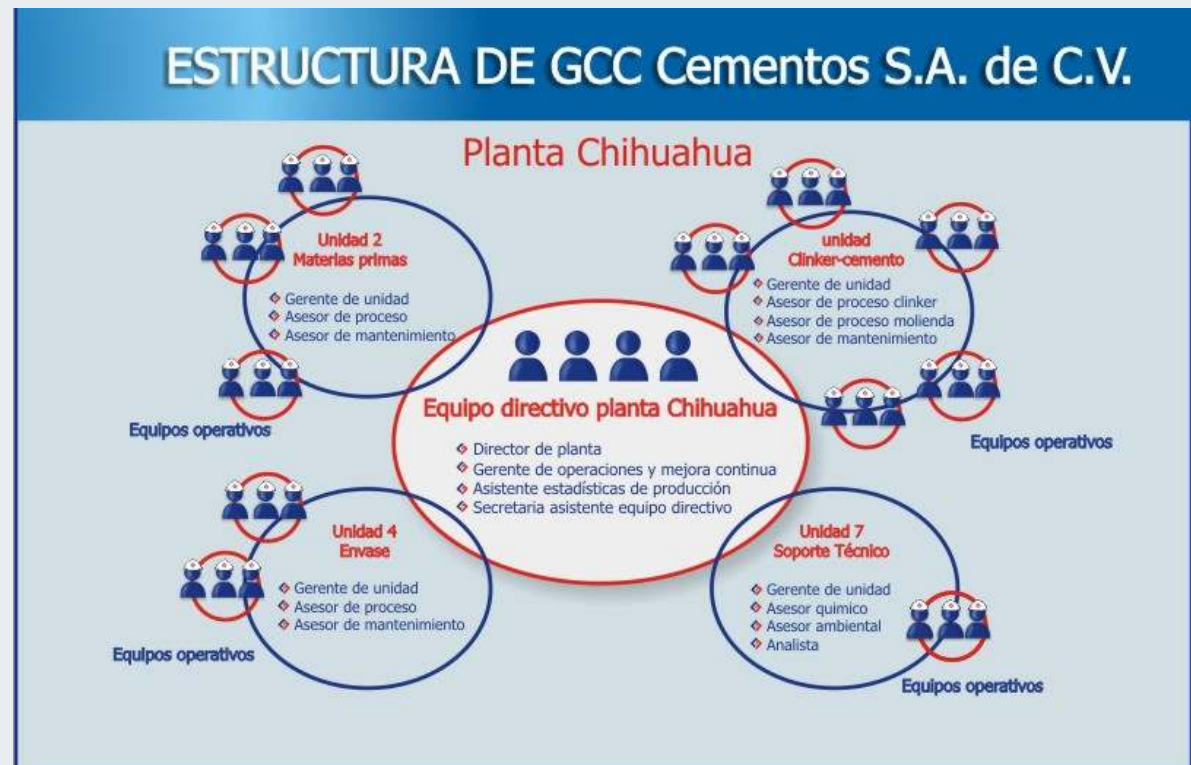 ESTRUCTURA DE GCC Cementos S.A. de C.V.
Planta Chihuahua
Unidad 2
Materias primas
Gerente de unidad
Asesor de proceso
Asesor de mantenimiento
Equipos operativos
unidad
Clinker-cemento
Gerente de unidad
Asesor de proceso clinker
Asesor de proceso molienda
Asesor de mantenimiento
Equipos operativos
Equipo directivo planta Chihuahua
Director de planta
Gerente de operaciones y mejora continua
Asistente estadísticas de producción
Secretaria asistente equipo directivo
Unidad 4
Envase
Gerente de unidad
Asesor de proceso
Asesor de mantenimiento
Equipos operativos
Unidad 7
Soporte Técnico
Gerente de unidad
Asesor quimico
Asesor ambiental
Analista
Equipos operativos